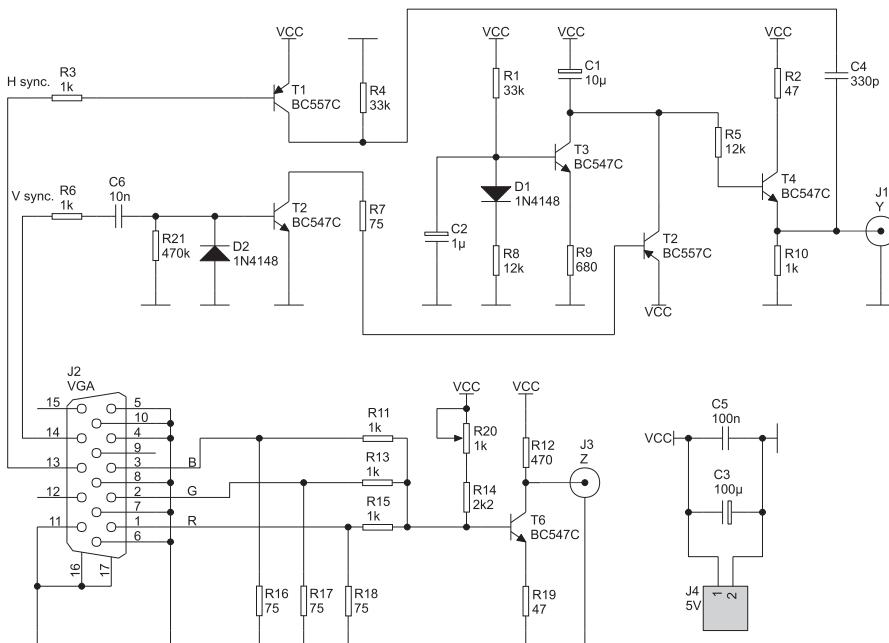 VCC
VCC
VCC
VCC
H sync.
R3
1k
T1
BC557C
R4
33k
R1
33k
C1
10µ
R2
47
C4
330p
R5
12k
T3
BC547C
T4
BC547C
V sync.
R6
1k
C6
10n
T2
BC547C
R7
75
D1
1N4148
J1
Y
R21
470k
D2
1N4148
C2
1µ
R8
12k
R9
680
T2
BC557C
R10
1k
VCC
J2
VGA
15
5
10
14
4
9
13
3
B
8
12
2
G
7
11
1
R
6
16
17
R11
1k
R13
1k
R15
1k
VCC
VCC
R20
1k
R12
470
J3
Z
R14
2k2
T6
BC547C
R16
75
R17
75
R18
75
R19
47
C5
100n
VCC
C3
100µ
J4
5V
1
2